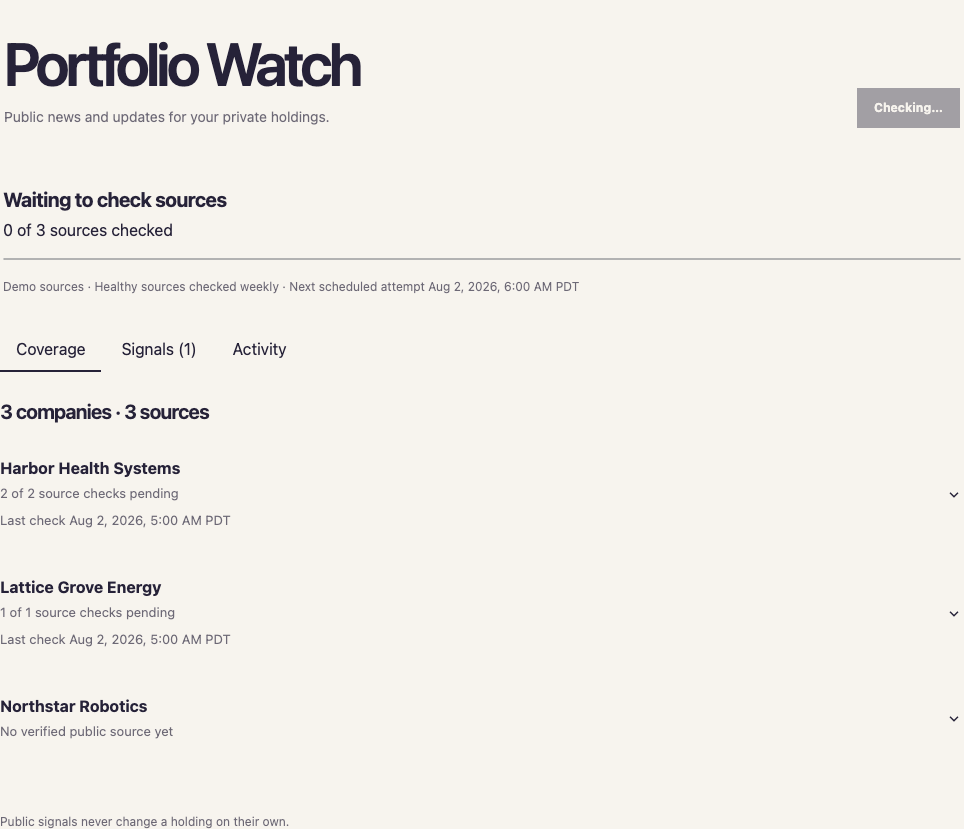 Portfolio Watch
Public news and updates for your private holdings.
Checking...
Waiting to check sources
0 of 3 sources checked
Demo sources · Healthy sources checked weekly · Next scheduled attempt Aug 2, 2026, 6:00 AM PDT
Coverage Signals (1) Activity
3 companies · 3 sources
Harbor Health Systems
2 of 2 source checks pending
Last check Aug 2, 2026, 5:00 AM PDT
Lattice Grove Energy
1 of 1 source checks pending
Last check Aug 2, 2026, 5:00 AM PDT
Northstar Robotics
No verified public source yet
Public signals never change a holding on their own.